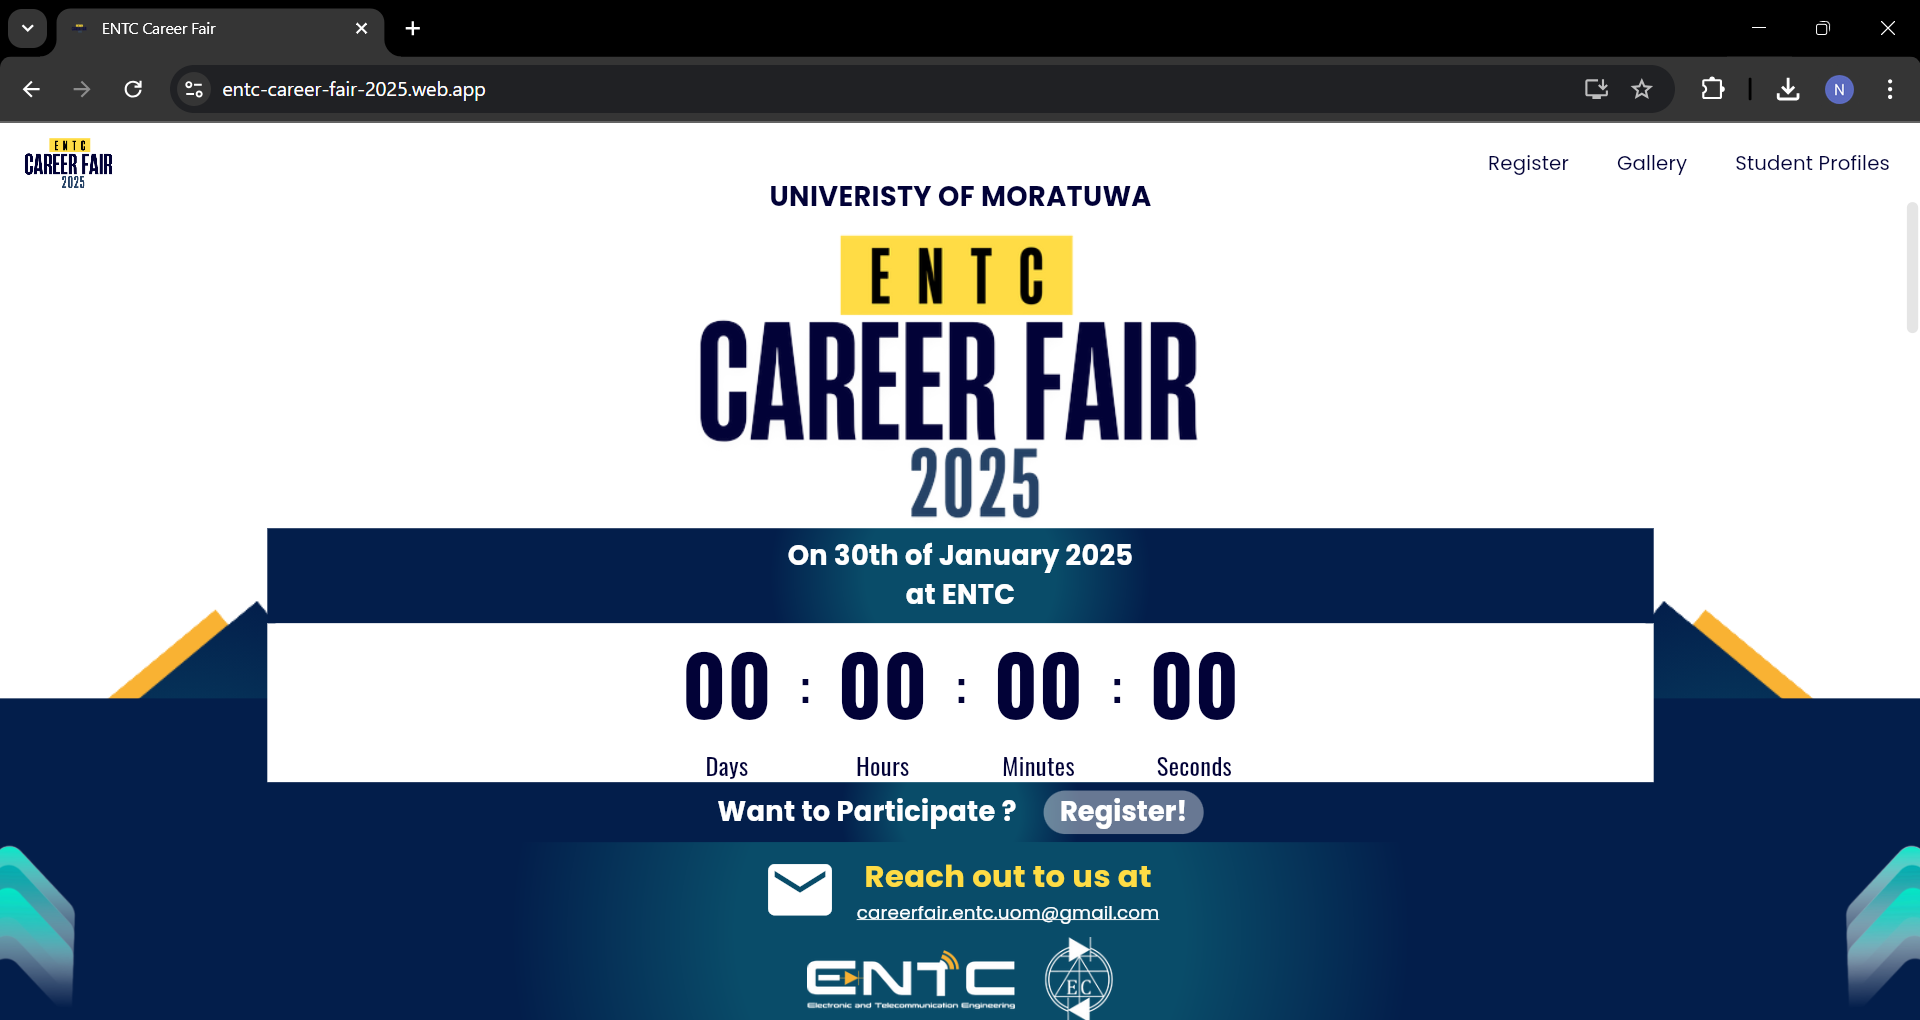 ENTC Career Fair
entc-career-fair-2025.web.app
N
ENTC
CAREER FAIR
2025
Register
Gallery
Student Profiles
UNIVERISTY OF MORATUWA
ENTC
CAREER FAIR
2025
On 30th of January 2025
at ENTC
00 : 00 : 00 : 00
Days Hours Minutes Seconds
Want to Participate ? Register!
Reach out to us at
careerfair.entc.uom@gmail.com
ENTC
Electronic and Telecommunication Engineering
EC